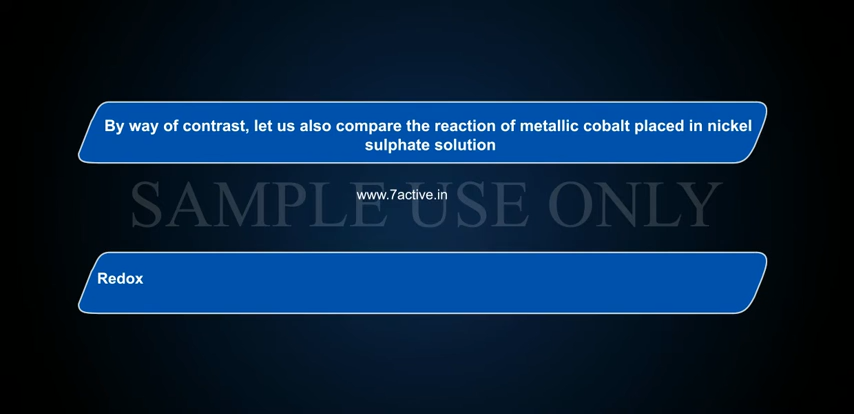 By way of contrast, let us also compare the reaction of metallic cobalt placed in nickel
sulphate solution
www.7active.in
SAMPLE USE ONLY
Redox